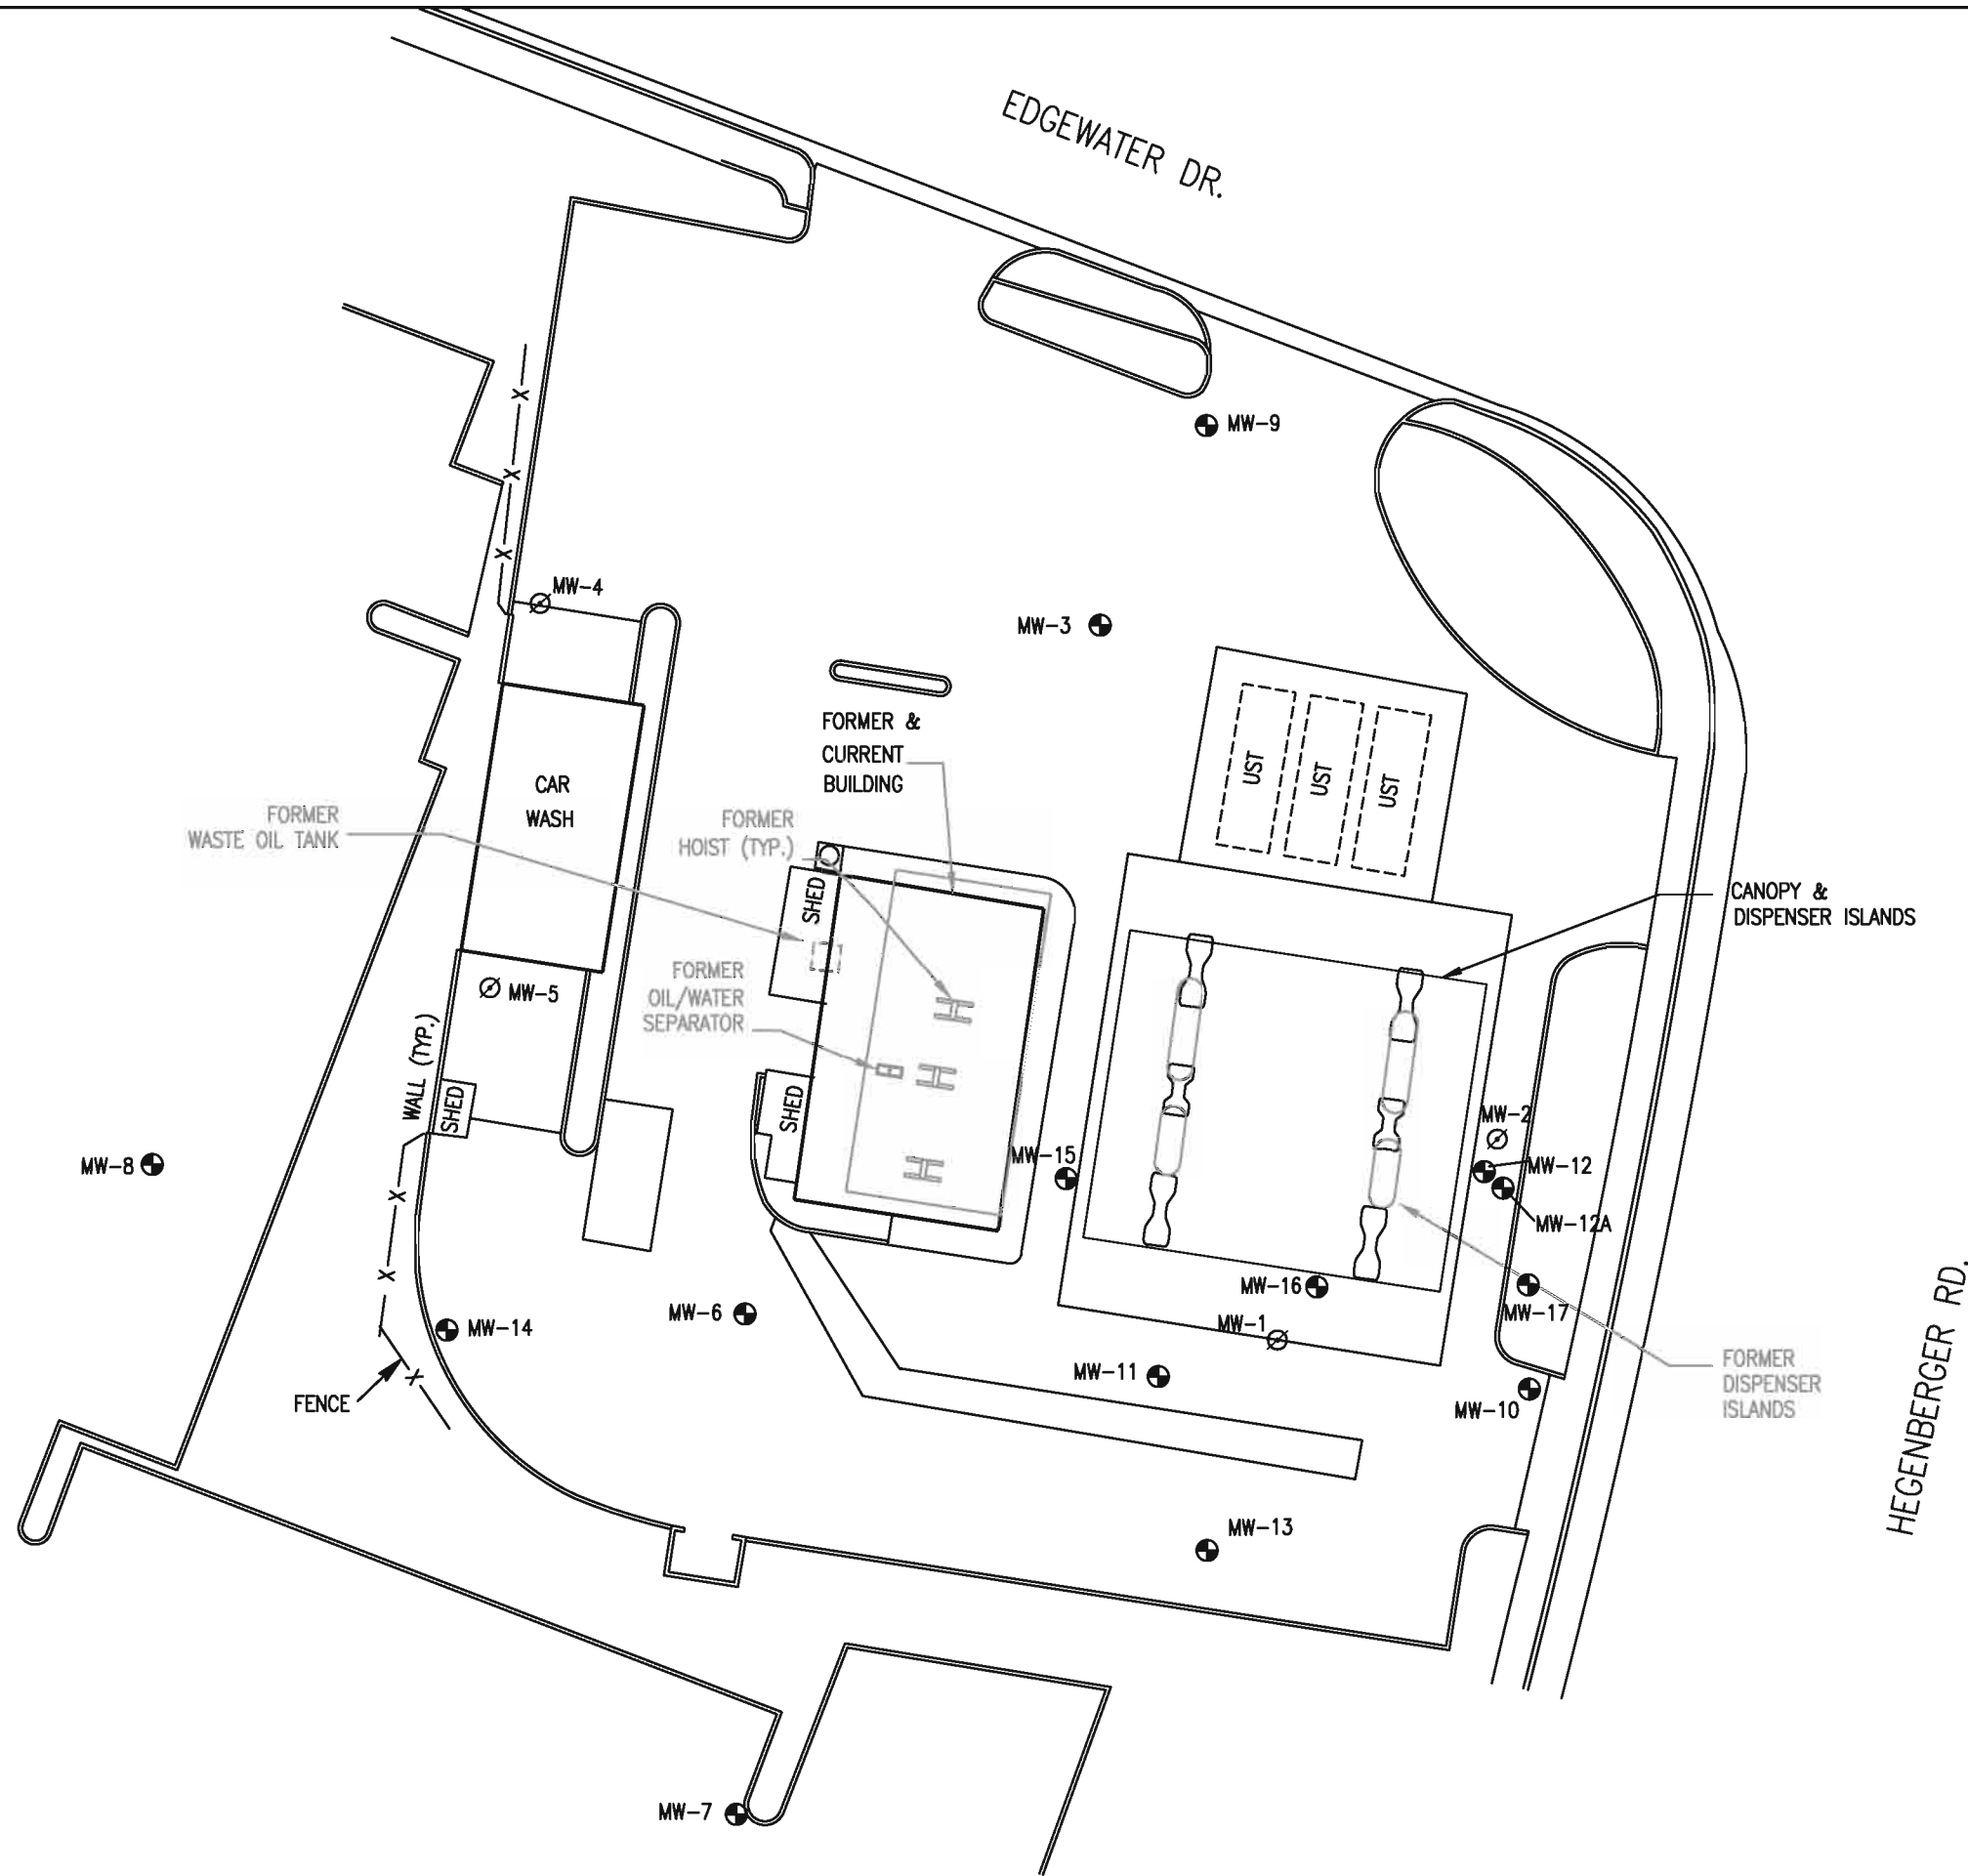 EDGEWATER DR.
MW-9
MW-4
MW-3
FORMER &
CURRENT
BUILDING
UST
UST
UST
CAR
WASH
FORMER
WASTE OIL TANK
FORMER
HOIST (TYP.)
SHED
CANOPY &
DISPENSER ISLANDS
FORMER
OIL/WATER
SEPARATOR
MW-5
WALL (TYP.)
SHED
SHED
MW-2
MW-15
MW-12
MW-8
MW-12A
MW-16
MW-17
MW-6
MW-1
MW-14
HEGENBERGER RD.
FORMER
DISPENSER
ISLANDS
MW-11
FENCE
MW-10
MW-13
MW-7
X
X
X
X
X
X